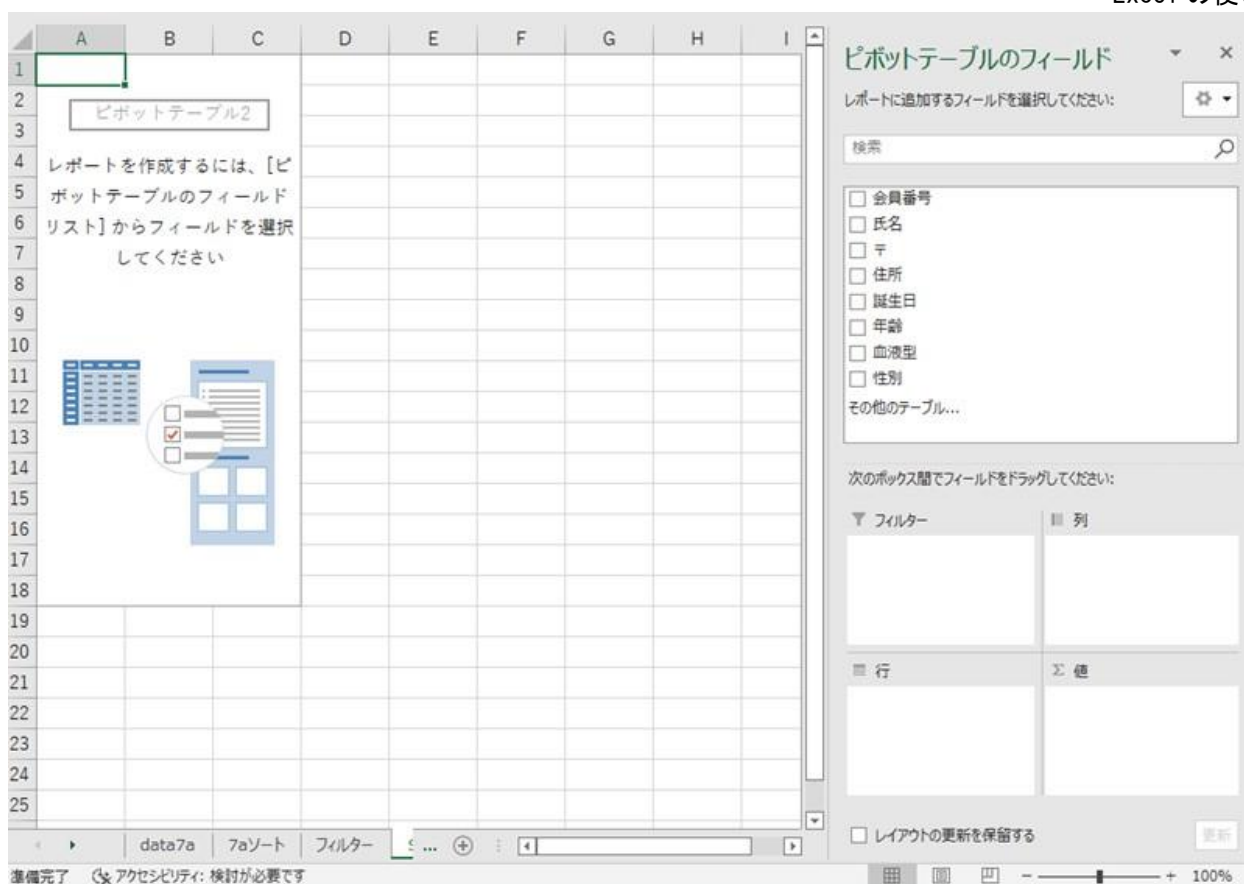 A B C D E F G H I
1
2
3
4
5
6
7
8
9
10
11
12
13
14
15
16
17
18
19
20
21
22
23
24
25
ピボットテーブル2
レポートを作成するには、[ピ
ボットテーブルのフィールド
リスト] からフィールドを選択
してください
data7a 7aソート フィルター ... 
準備完了 アクセシビリティ: 検討が必要です
ピボットテーブルのフィールド
レポートに追加するフィールドを選択してください:
検索
会員番号
氏名
〒
住所
誕生日
年齢
血液型
性別
その他のテーブル...
次のボックス間でフィールドをドラッグしてください:
フィルター
列
行
Σ 値
レイアウトの更新を保留する
更新
100%